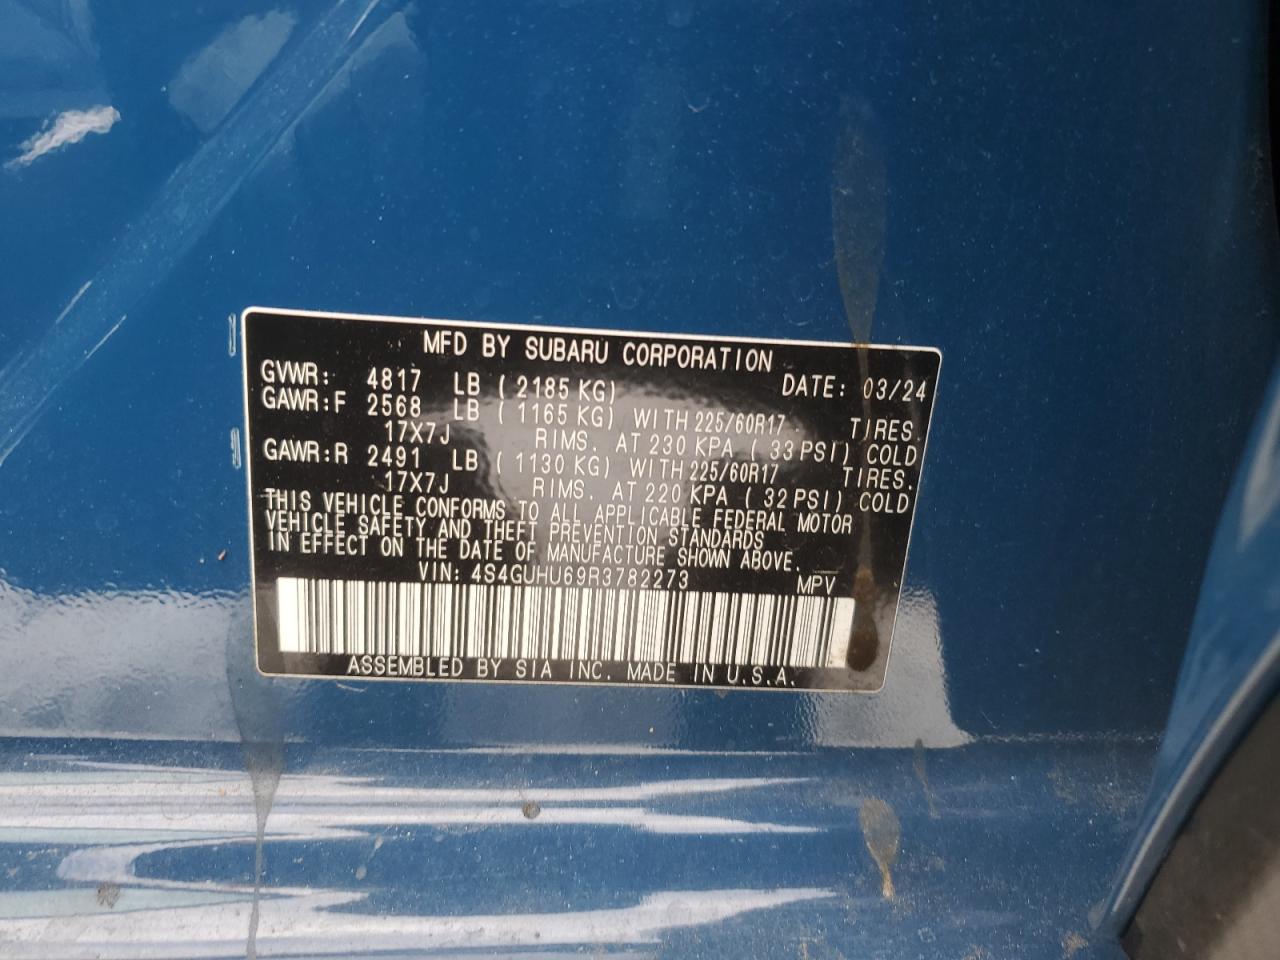 MFD BY SUBARU CORPORATION
GVWR: 4817 LB ( 2185 KG) DATE: 03/24
GAWR:F 2568 LB ( 1165 KG) WITH 225/60R17 TIRES.
17X7J RIMS. AT 230 KPA ( 33 PSI) COLD
GAWR:R 2491 LB ( 1130 KG) WITH 225/60R17 TIRES.
17X7J RIMS. AT 220 KPA ( 32 PSI) COLD
THIS VEHICLE CONFORMS TO ALL APPLICABLE FEDERAL MOTOR
VEHICLE SAFETY AND THEFT PREVENTION STANDARDS
IN EFFECT ON THE DATE OF MANUFACTURE SHOWN ABOVE.
VIN: 4S4GUHU69R3782273 MPV
ASSEMBLED BY SIA INC. MADE IN U.S.A.